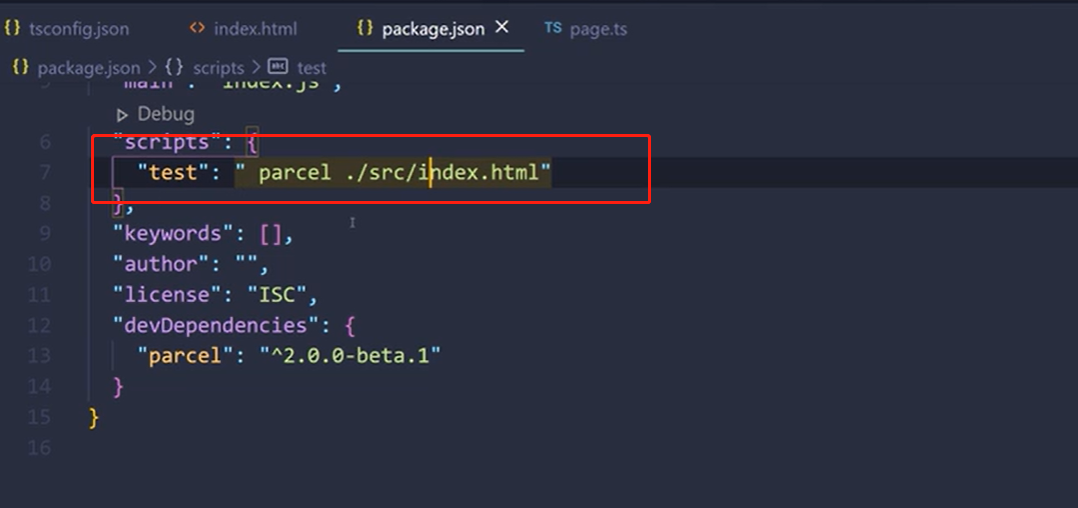 {} tsconfig.json <> index.html {} package.json × TS page.ts
{} package.json > {} scripts > abc test
"main": "index.js",
Debug
6 "scripts": {
7 "test": " parcel ./src/index.html"
8 },
9 "keywords": [],
10 "author": "",
11 "license": "ISC",
12 "devDependencies": {
13 "parcel": "^2.0.0-beta.1"
14 }
15 }
16